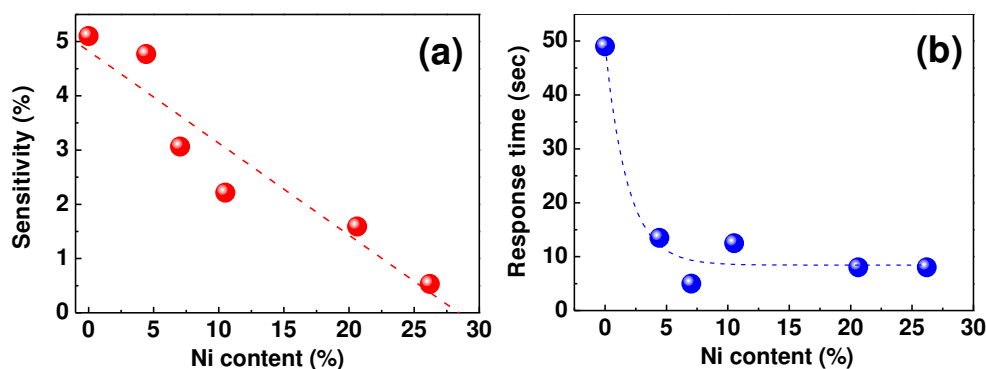 (a)
Sensitivity (%)
5
4
3
2
1
0
0 5 10 15 20 25 30
Ni content (%)
(b)
Response time (sec)
50
40
30
20
10
0
0 5 10 15 20 25 30
Ni content (%)